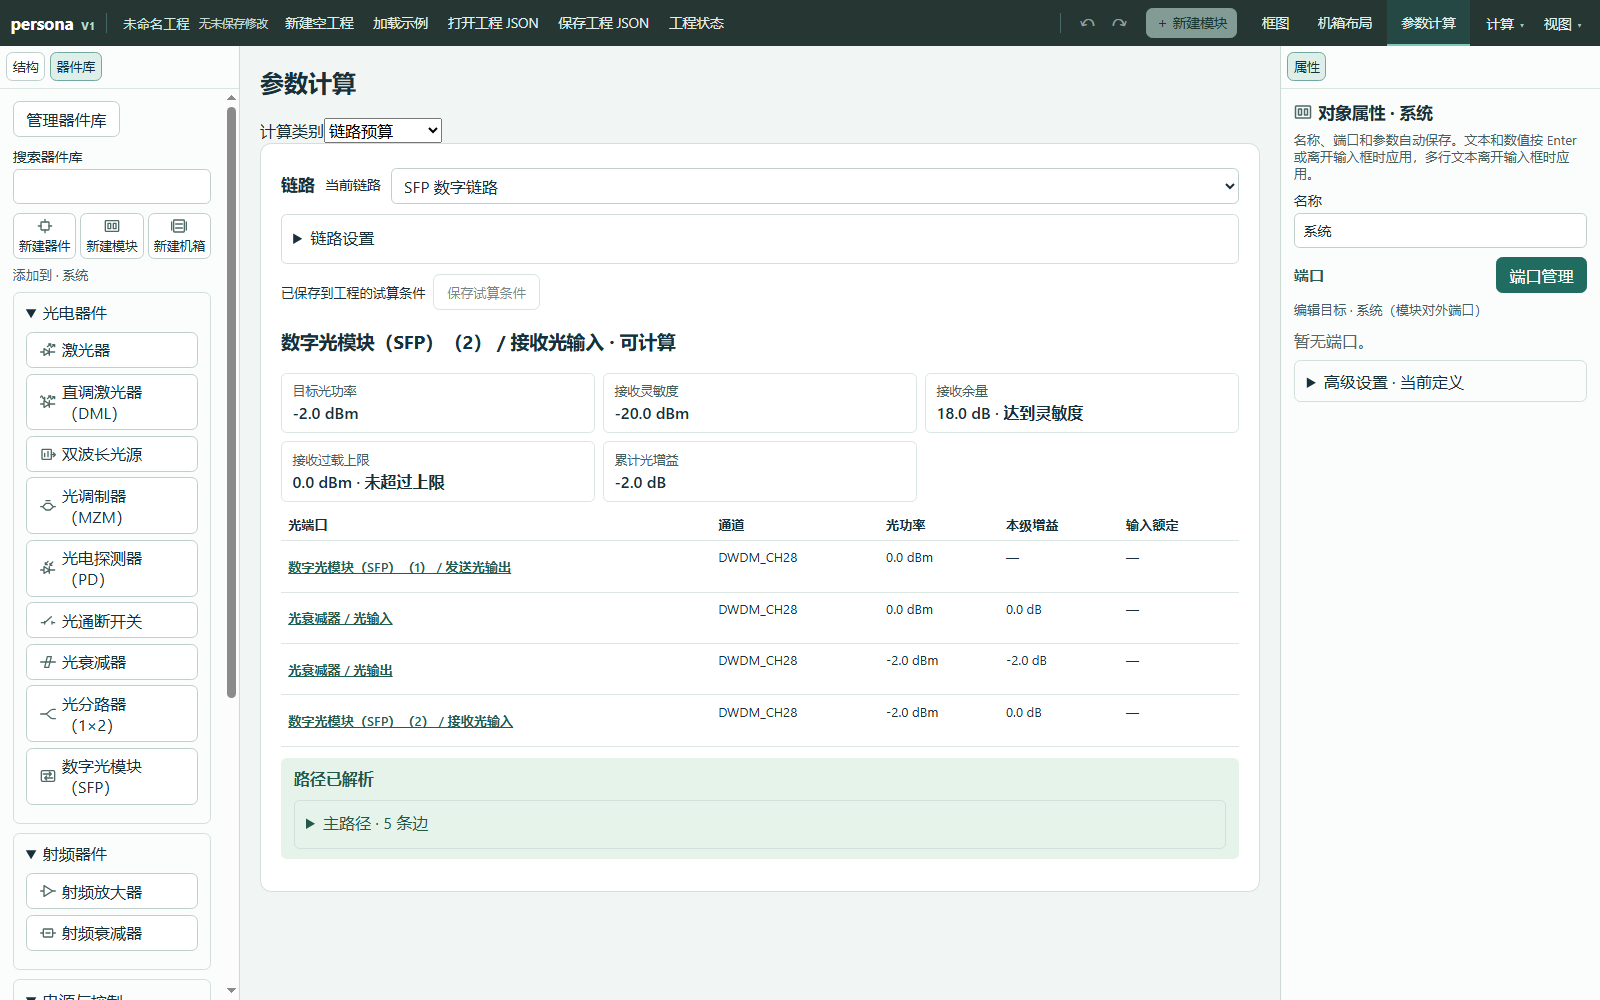 persona V1 未命名工程 无未保存修改 新建空工程 加载示例 打开工程 JSON 保存工程 JSON 工程状态 + 新建模块 框图 机箱布局 参数计算 计算 视图
结构 器件库
管理器件库
搜索器件库
新建器件 新建模块 新建机箱
添加到 · 系统
▼ 光电器件
激光器
直调激光器
(DML)
双波长光源
光调制器
(MZM)
光电探测器
(PD)
光通断开关
光衰减器
光分路器
(1×2)
数字光模块
(SFP)
▼ 射频器件
射频放大器
射频衰减器
参数计算
计算类别 链路预算
链路 当前链路 SFP 数字链路
▶ 链路设置
已保存到工程的试算条件 保存试算条件
数字光模块（SFP）（2） / 接收光输入 · 可计算
目标光功率
-2.0 dBm
接收灵敏度
-20.0 dBm
接收余量
18.0 dB · 达到灵敏度
接收过载上限
0.0 dBm · 未超过上限
累计光增益
-2.0 dB
光端口 通道 光功率 本级增益 输入额定
数字光模块（SFP）（1） / 发送光输出 DWDM_CH28 0.0 dBm — —
光衰减器 / 光输入 DWDM_CH28 0.0 dBm 0.0 dB —
光衰减器 / 光输出 DWDM_CH28 -2.0 dBm -2.0 dB —
数字光模块（SFP）（2） / 接收光输入 DWDM_CH28 -2.0 dBm 0.0 dB —
路径已解析
▶ 主路径 · 5 条边
属性
对象属性 · 系统
名称、端口和参数自动保存。文本和数值按 Enter
或离开输入框时应用，多行文本离开输入框时应
用。
名称
系统
端口 端口管理
编辑目标 · 系统（模块对外端口）
暂无端口。
▶ 高级设置 · 当前定义